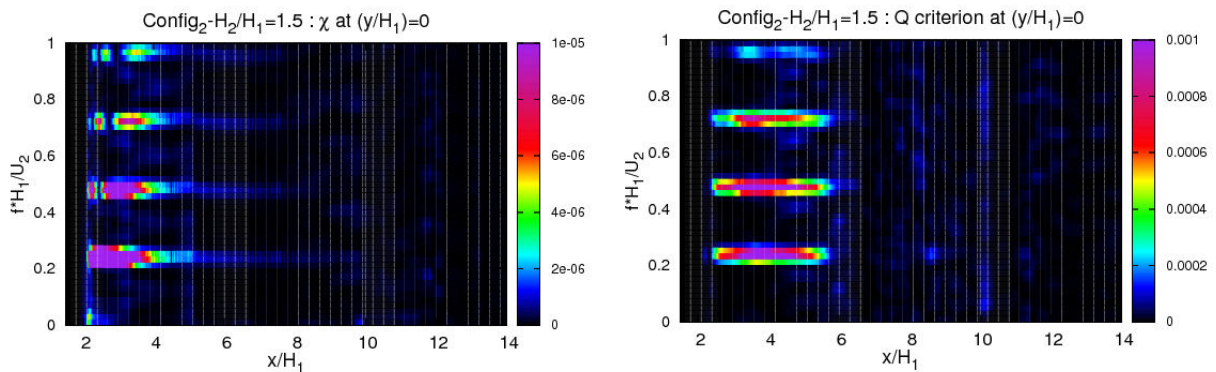 Config₂-H₂/H₁=1.5 : χ at (y/H₁)=0
f*H₁/U₂
1
0.8
0.6
0.4
0.2
0
2 4 6 8 10 12 14
x/H₁
1e-05
8e-06
6e-06
4e-06
2e-06
0
Config₂-H₂/H₁=1.5 : Q criterion at (y/H₁)=0
f*H₁/U₂
1
0.8
0.6
0.4
0.2
0
2 4 6 8 10 12 14
x/H₁
0.001
0.0008
0.0006
0.0004
0.0002
0